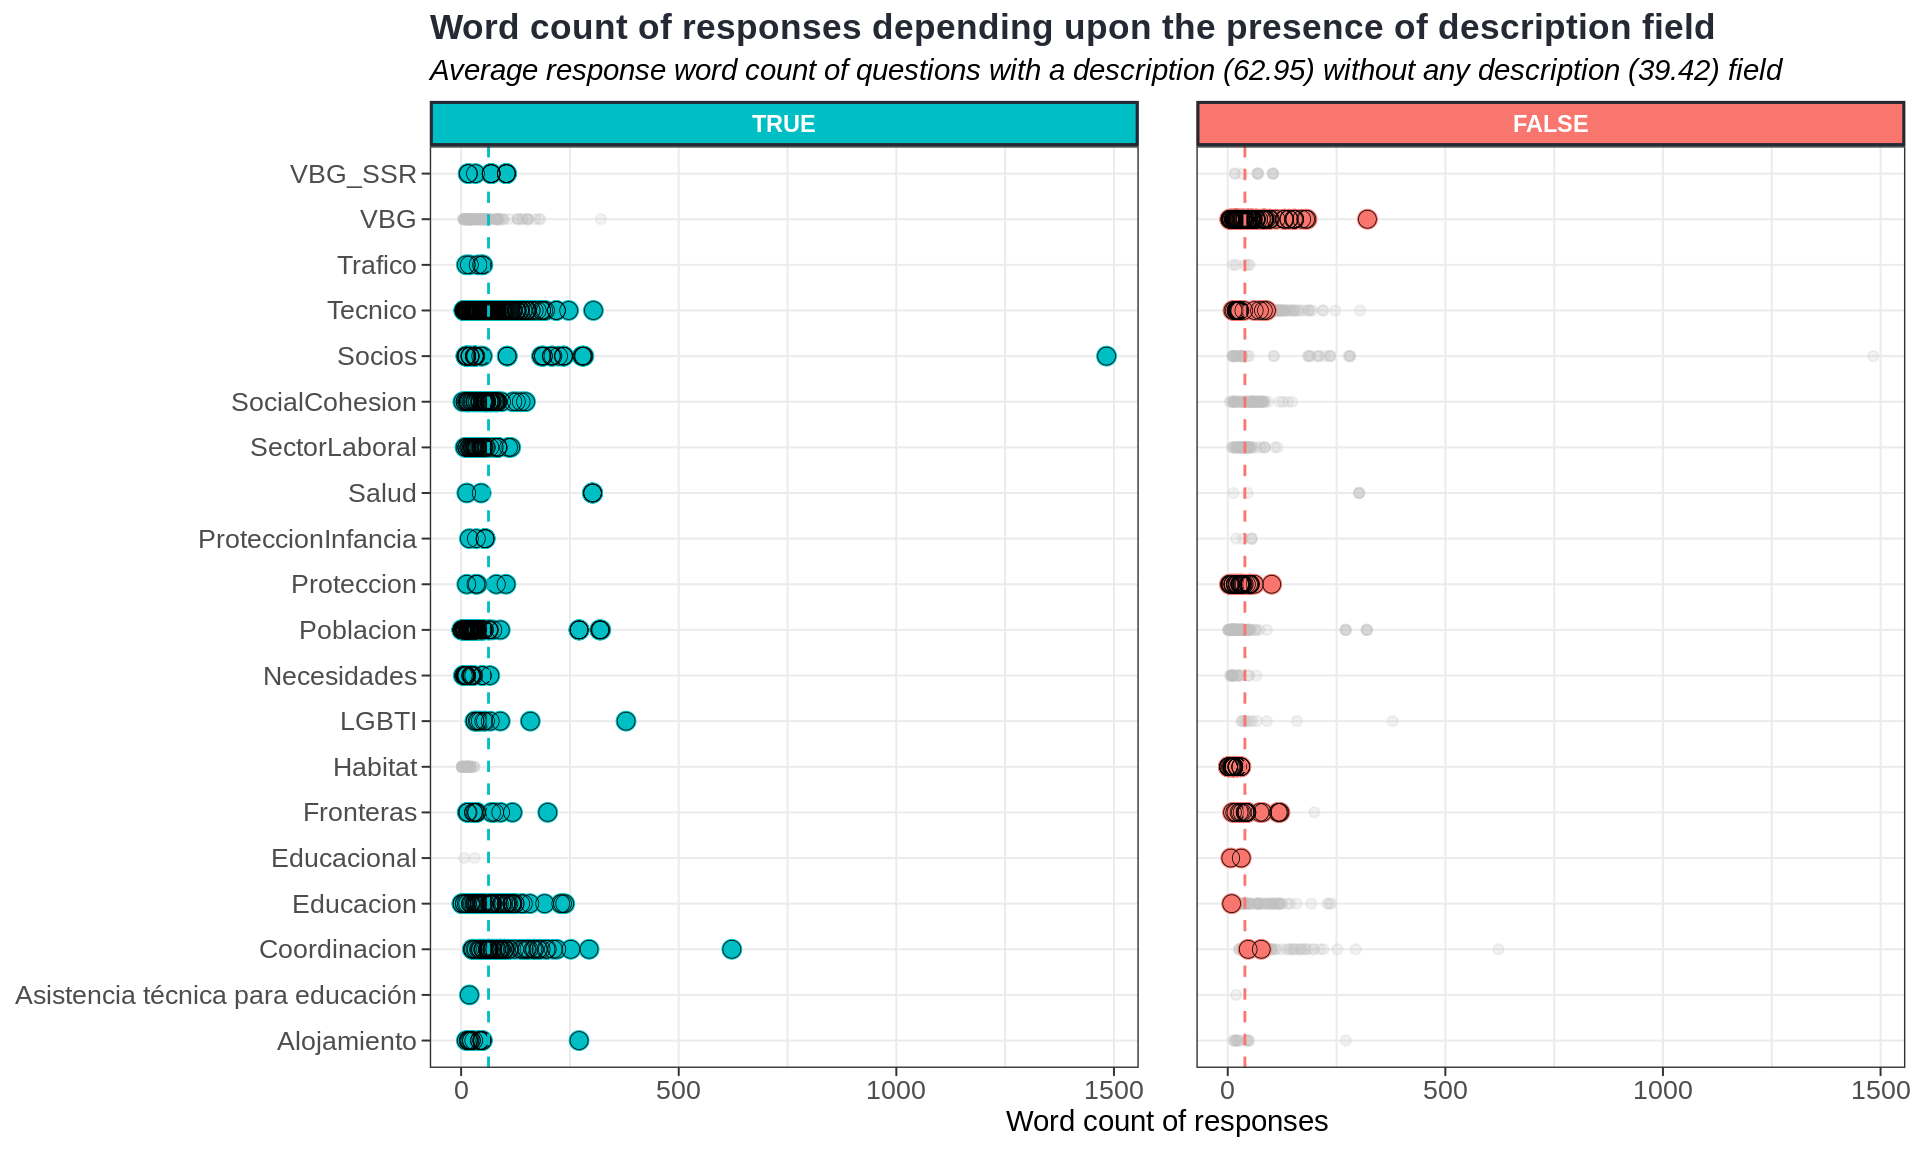 Word count of responses depending upon the presence of description field
Average response word count of questions with a description (62.95) without any description (39.42) field
TRUE
FALSE
VBG_SSR
VBG
Trafico
Tecnico
Socios
SocialCohesion
SectorLaboral
Salud
ProteccionInfancia
Proteccion
Poblacion
Necesidades
LGBTI
Habitat
Fronteras
Educacional
Educacion
Coordinacion
Asistencia técnica para educación
Alojamiento
0 500 1000 1500
0 500 1000 1500
Word count of responses